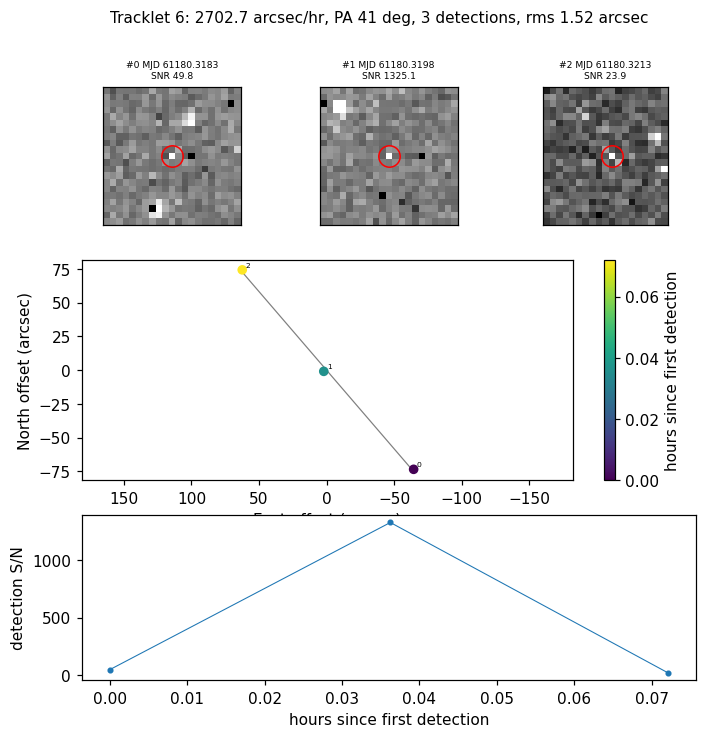 Tracklet 6: 2702.7 arcsec/hr, PA 41 deg, 3 detections, rms 1.52 arcsec
#0 MJD 61180.3183
SNR 49.8
#1 MJD 61180.3198
SNR 1325.1
#2 MJD 61180.3213
SNR 23.9
North offset (arcsec)
75
50
25
0
−25
−50
−75
150
100
50
0
−50
−100
−150
2
1
0
0.06
0.04
0.02
0.00
hours since first detection
detection S/N
1000
500
0
0.00
0.01
0.02
0.03
0.04
0.05
0.06
0.07
hours since first detection